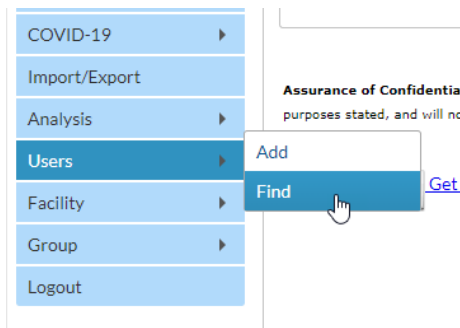 COVID-19
Import/Export
Assurance of Confidentia
Analysis
purposes stated, and will no
Users
Add
Find
Get
Facility
Group
Logout